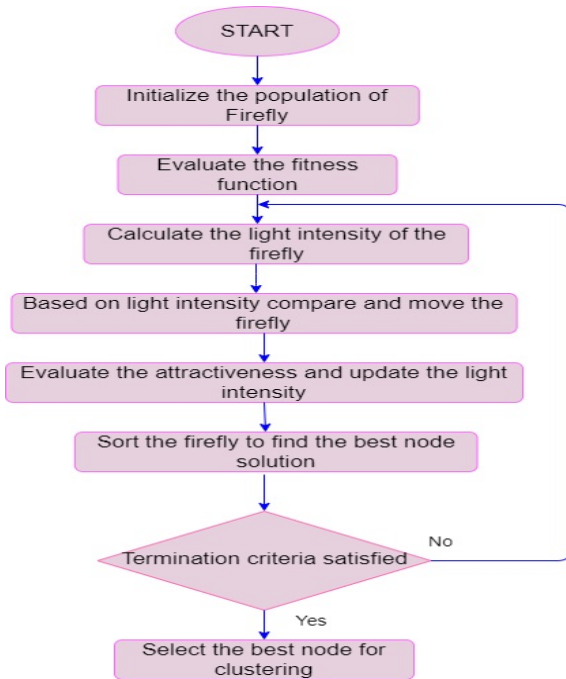 START
Initialize the population of
Firefly
Evaluate the fitness
function
Calculate the light intensity of the
firefly
Based on light intensity compare and move the
firefly
Evaluate the attractiveness and update the light
intensity
Sort the firefly to find the best node
solution
Termination criteria satisfied
No
Yes
Select the best node for
clustering